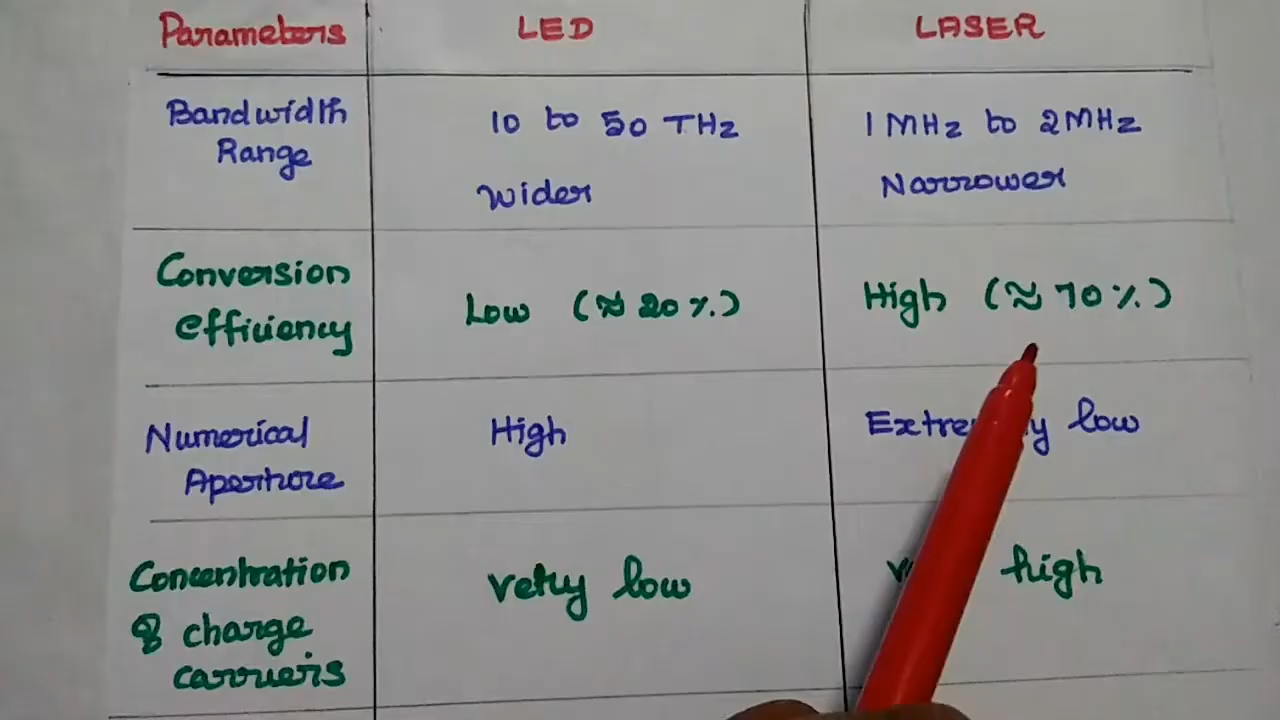 Parameters LED LASER
Bandwidth 10 to 50 THz 1 MHz to 2 MHz
Range Wider Narrower
Conversion Low (≈ 20 %.) High (≈ 70 %)
efficiency
Numerical High low
Aperture
Concentration very low high
of charge
carriers